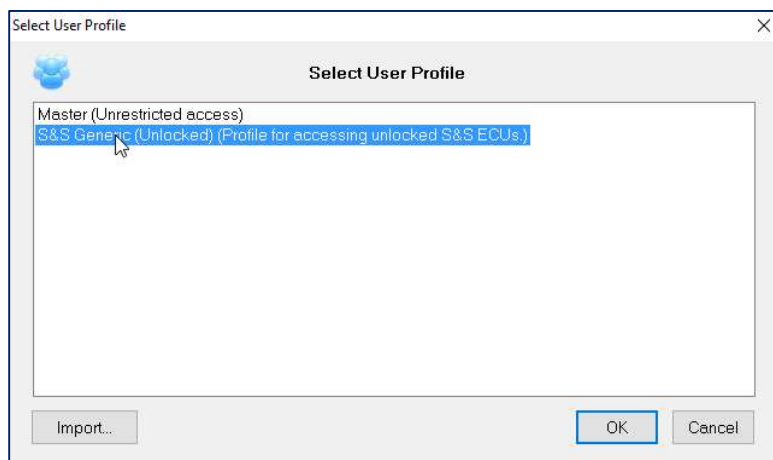 Select User Profile
Select User Profile
Master (Unrestricted access)
S&S Generic (Unlocked) (Profile for accessing unlocked S&S ECUs.)
Import...
OK
Cancel